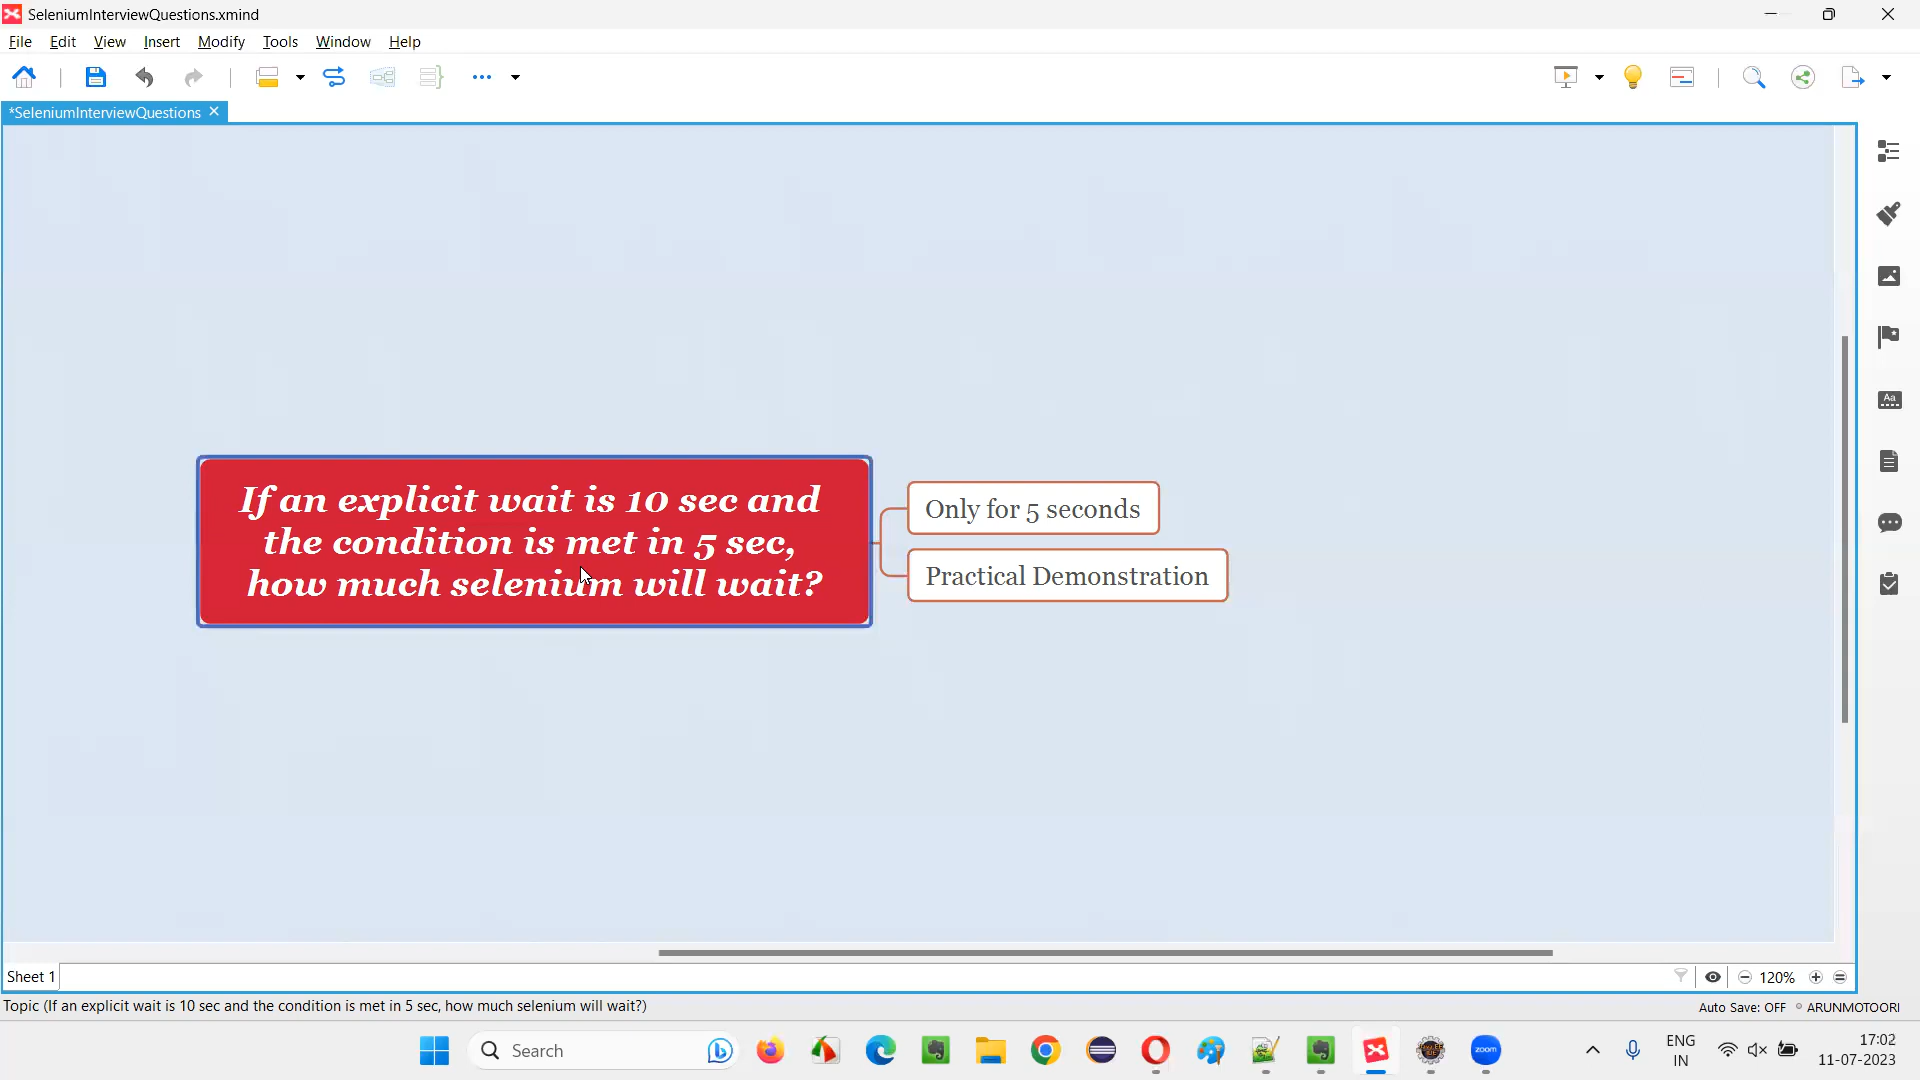 SeleniumInterviewQuestions.xmind
File Edit View Insert Modify Tools Window Help
*SeleniumInterviewQuestions
If an explicit wait is 10 sec and
the condition is met in 5 sec,
how much selenium will wait?
Only for 5 seconds
Practical Demonstration
Aa
Sheet 1
120%
Topic (If an explicit wait is 10 sec and the condition is met in 5 sec, how much selenium will wait?)
Auto Save: OFF
ARUNMOTOORI
Search
zoom
ENG
IN
17:02
11-07-2023